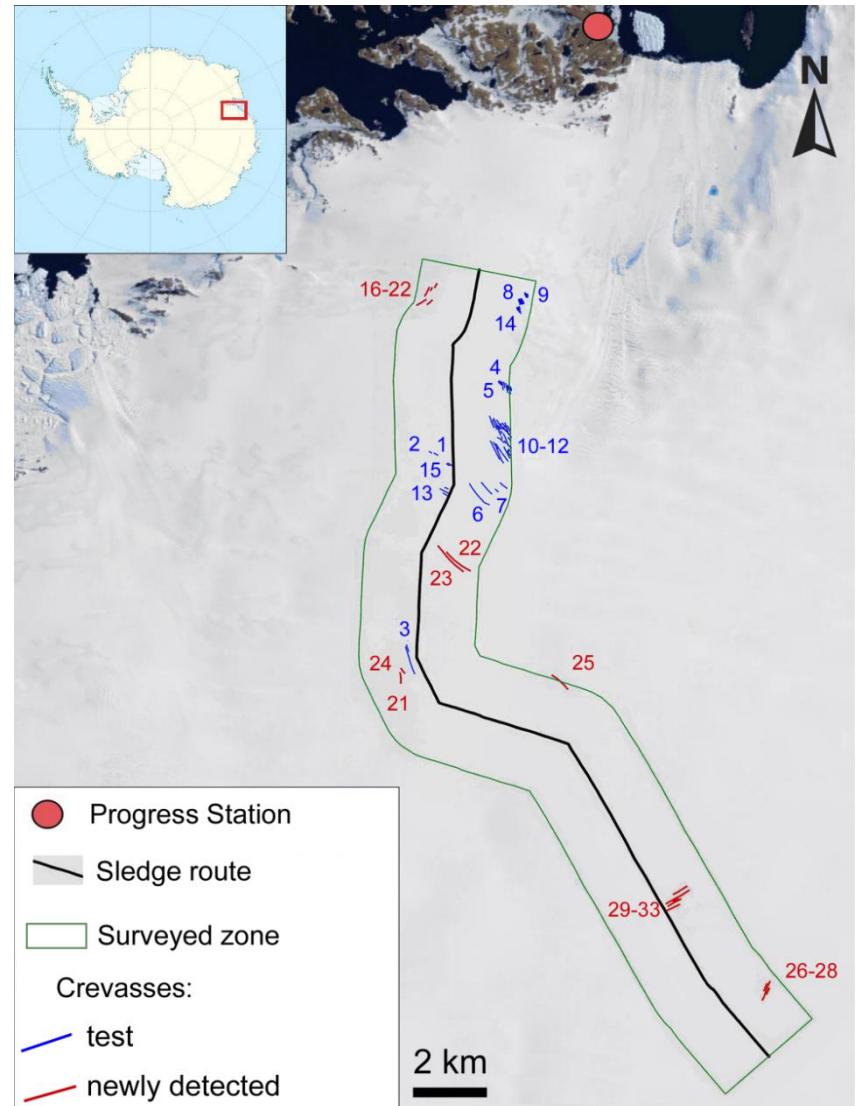 N
16-22
8
9
14
4
5
2
1
10-12
15
13
6
7
22
23
3
24
25
21
29-33
26-28
Progress Station
Sledge route
Surveyed zone
Crevasses:
test
newly detected
2 km